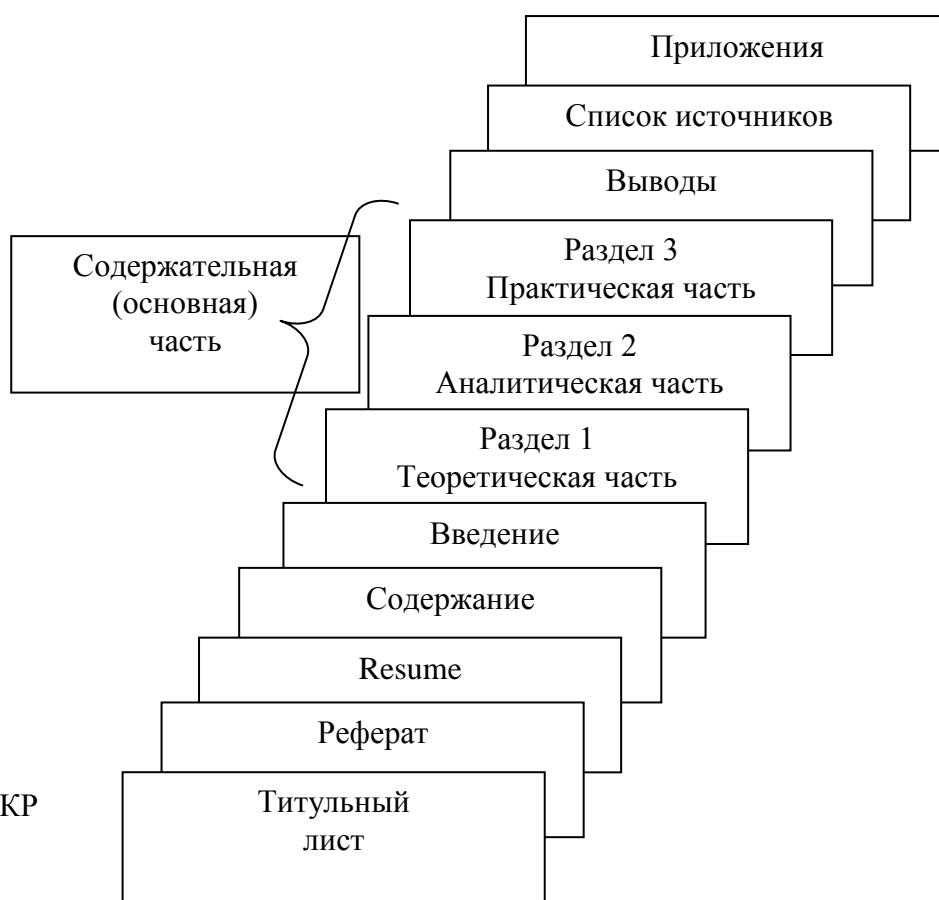 Приложения
Список источников
Выводы
Раздел 3
Практическая часть
Содержательная
(основная)
часть
Раздел 2
Аналитическая часть
Раздел 1
Теоретическая часть
Введение
Содержание
Resume
Реферат
КР
Титульный
лист